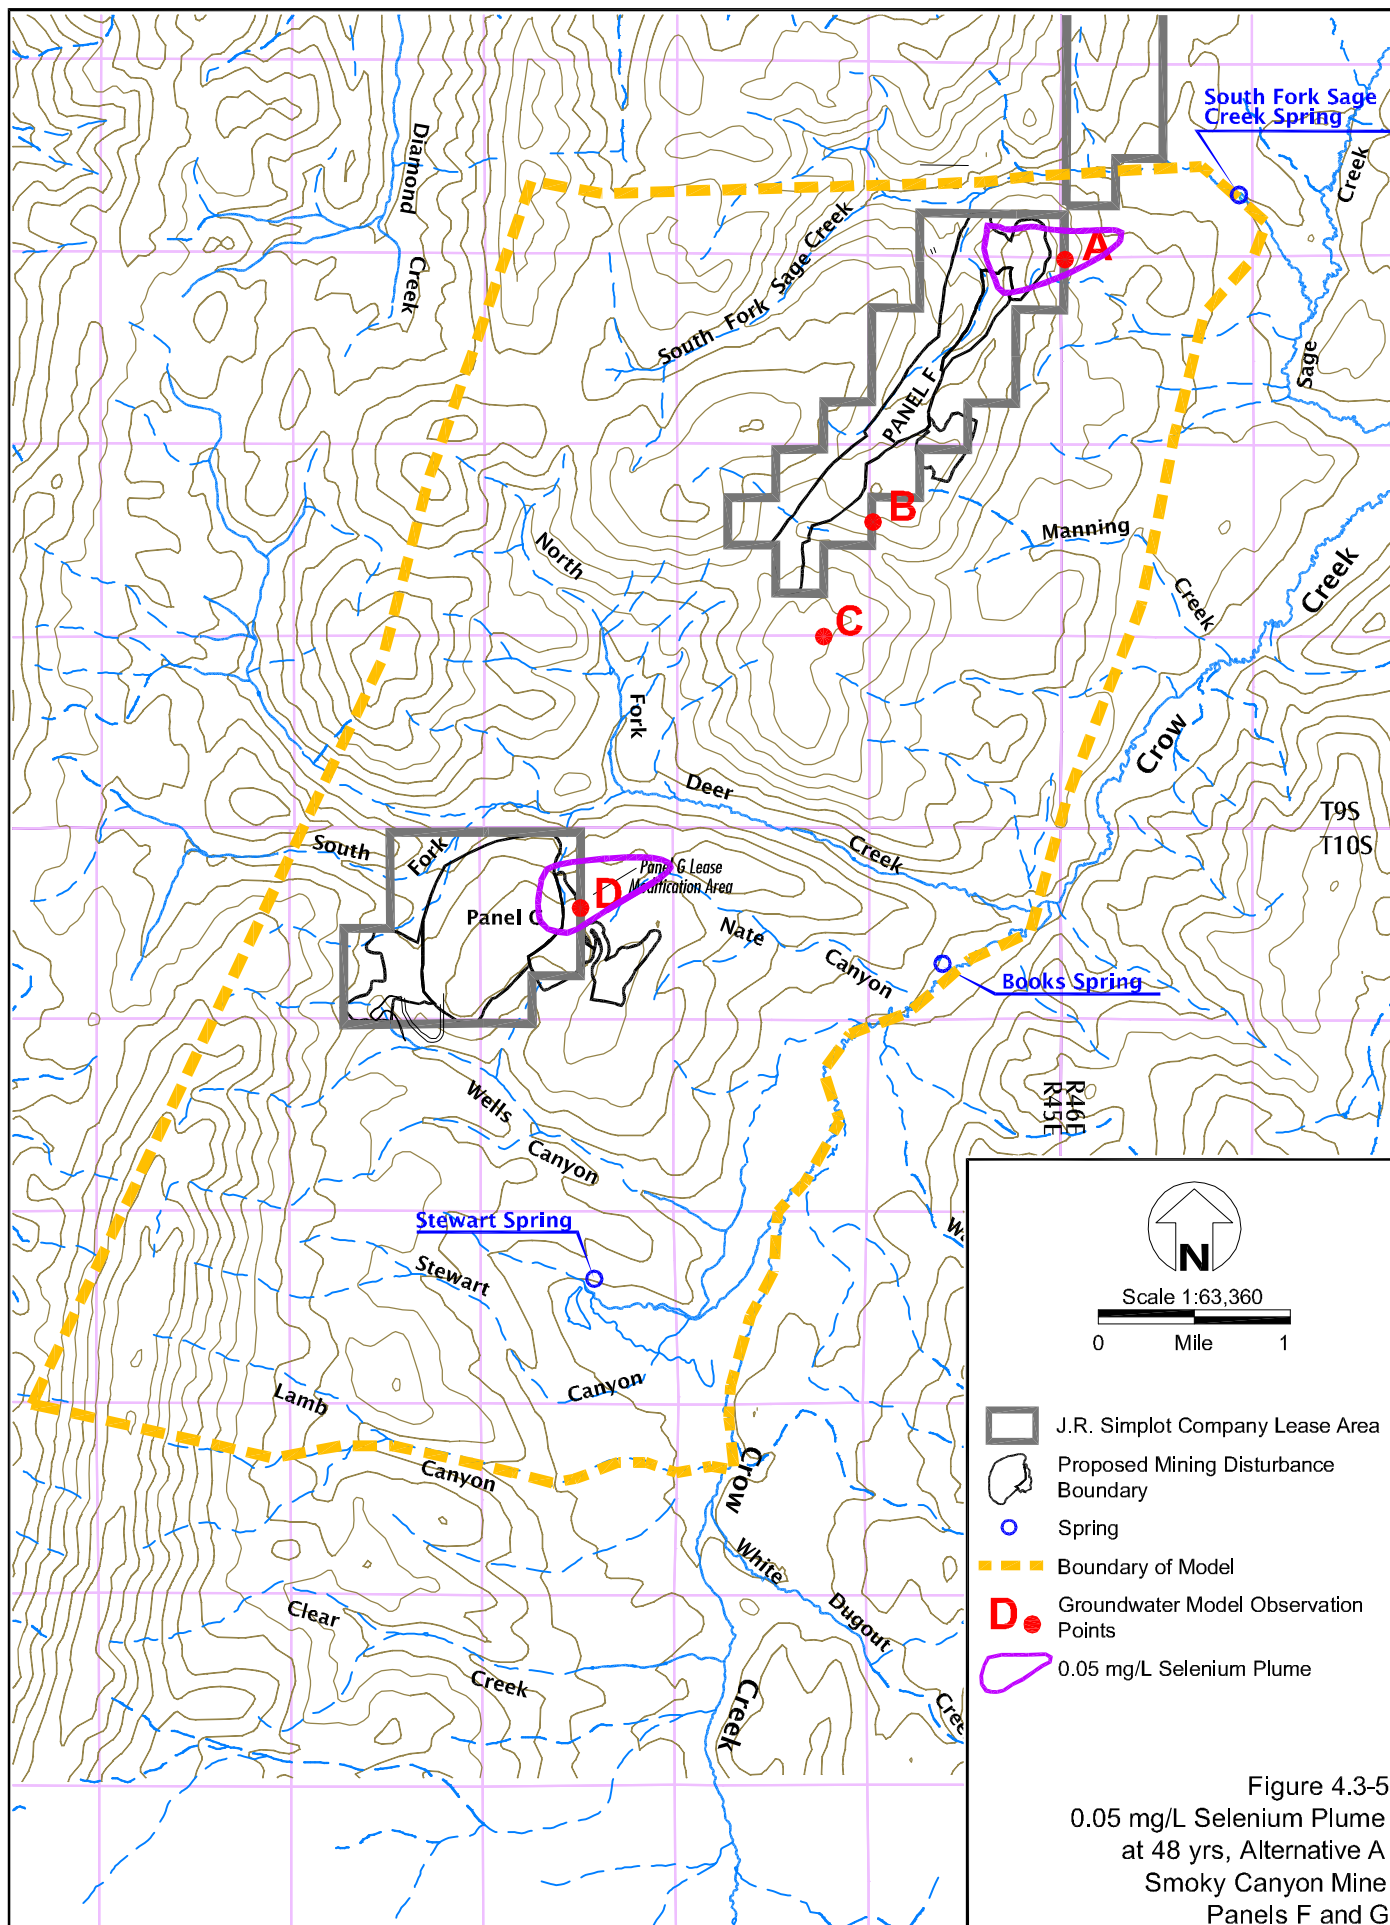 South Fork Sage
Creek Spring
Diamond
Creek
Creek
South Fork Sage Creek
A
Sage
PANEL F
B
Manning
Creek
North
Creek
C
Fork
Crow
Deer
T9S
T10S
South
Fork
Creek
Panel G Lease
Modification Area
D
Panel G
Nate
Canyon
Books Spring
R46E
R45E
Wells
Canyon
Stewart Spring
Stewart
Canyon
Lamb
Canyon
Crow
White
Dugout
Clear
Creek
Creek
N
Scale 1:63,360
0 Mile 1
J.R. Simplot Company Lease Area
Proposed Mining Disturbance
Boundary
Spring
Boundary of Model
D Groundwater Model Observation
Points
0.05 mg/L Selenium Plume
Figure 4.3-5
0.05 mg/L Selenium Plume
at 48 yrs, Alternative A
Smoky Canyon Mine
Panels F and G